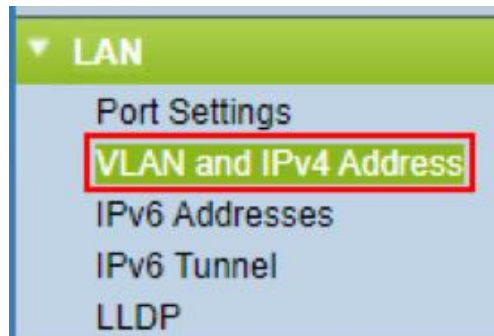 LAN
Port Settings
VLAN and IPv4 Address
IPv6 Addresses
IPv6 Tunnel
LLDP